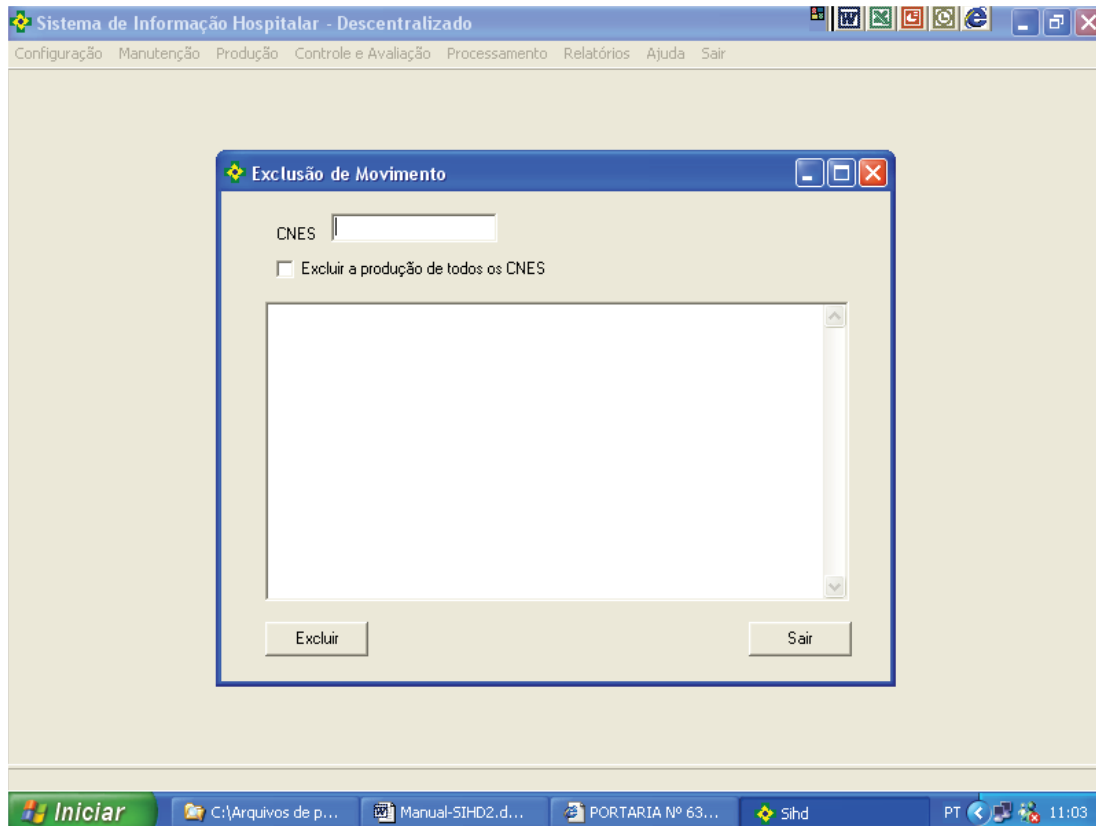 Sistema de Informação Hospitalar - Descentralizado
Configuração Manutenção Produção Controle e Avaliação Processamento Relatórios Ajuda Sair
Exclusão de Movimento
CNES
Excluir a produção de todos os CNES
Excluir Sair
Iniciar C:\Arquivos de p... Manual-SIHD2.d... PORTARIA Nº 63... Sihd PT 11:03